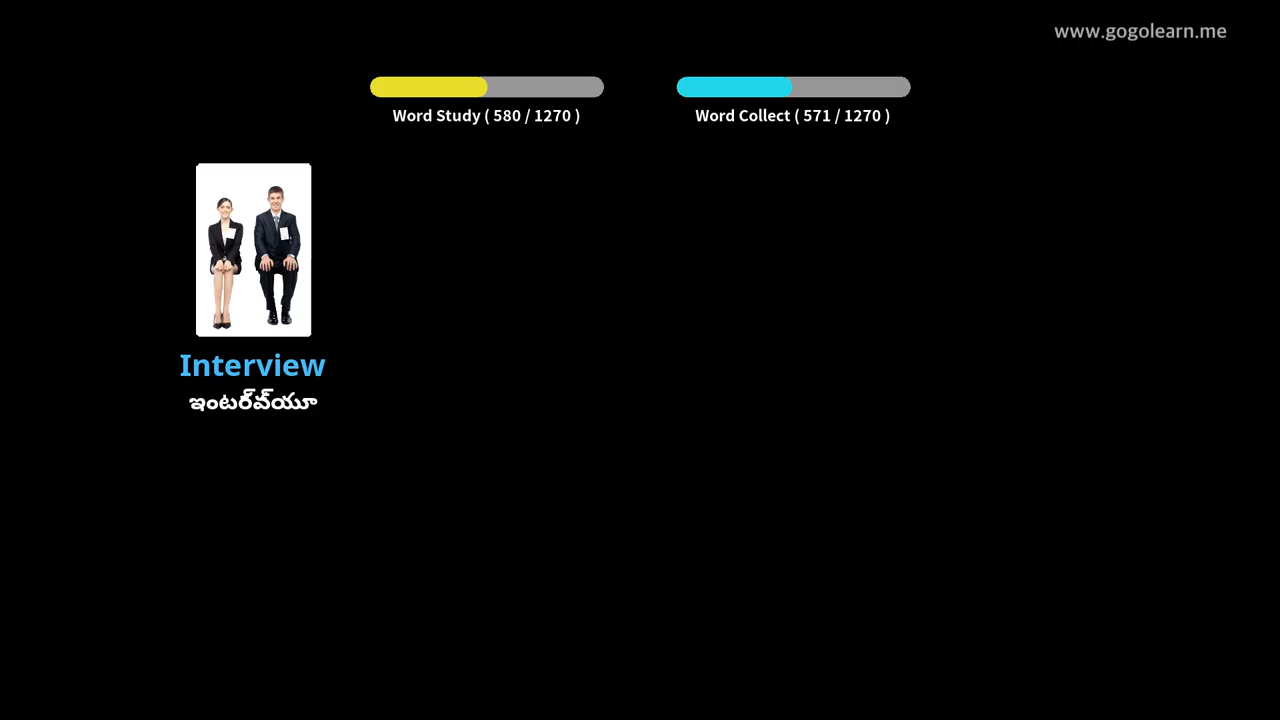 www.gogolearn.me
Word Study ( 580 / 1270 )
Word Collect ( 571 / 1270 )
Interview
ఇంటర్‌వ్‌యూ